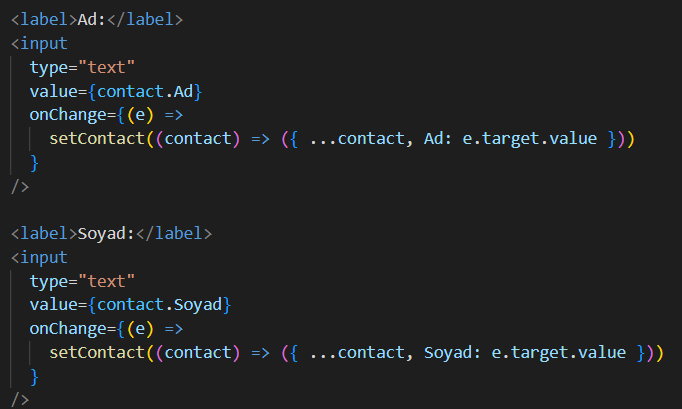 <label>Ad:</label>
<input
type="text"
value={contact.Ad}
onChange={(e) =>
setContact((contact) => ({ ...contact, Ad: e.target.value }))
}
/>
<label>Soyad:</label>
<input
type="text"
value={contact.Soyad}
onChange={(e) =>
setContact((contact) => ({ ...contact, Soyad: e.target.value }))
}
/>